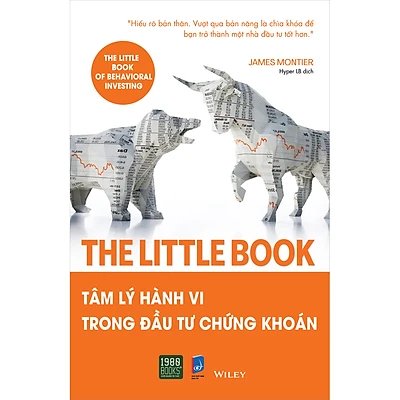 "Hiểu rõ bản thân. Vượt qua bản năng là chìa khóa để
bạn trở thành một nhà đầu tư tốt hơn."
THE LITTLE
BOOK
OF BEHAVIORAL
INVESTING
JAMES MONTIER
Hyper LB dịch
THE LITTLE BOOK
TÂM LÝ HÀNH VI
TRONG ĐẦU TƯ CHỨNG KHOÁN
1980
BOOKS
WILEY